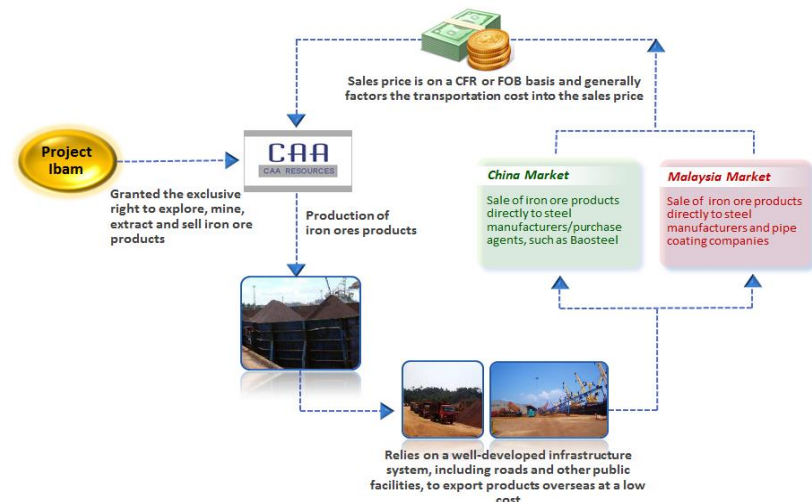 Sales price is on a CFR or FOB basis and generally
factors the transportation cost into the sales price
Project
Ibam
CAA
CAA RESOURCES
Granted the exclusive
right to explore, mine,
extract and sell iron ore
products
Production of
iron ores products
China Market
Sale of iron ore products
directly to steel
manufacturers/purchase
agents, such as Baosteel
Malaysia Market
Sale of iron ore products
directly to steel
manufacturers and pipe
coating companies
Relies on a well-developed infrastructure
system, including roads and other public
facilities, to export products overseas at a low
cost